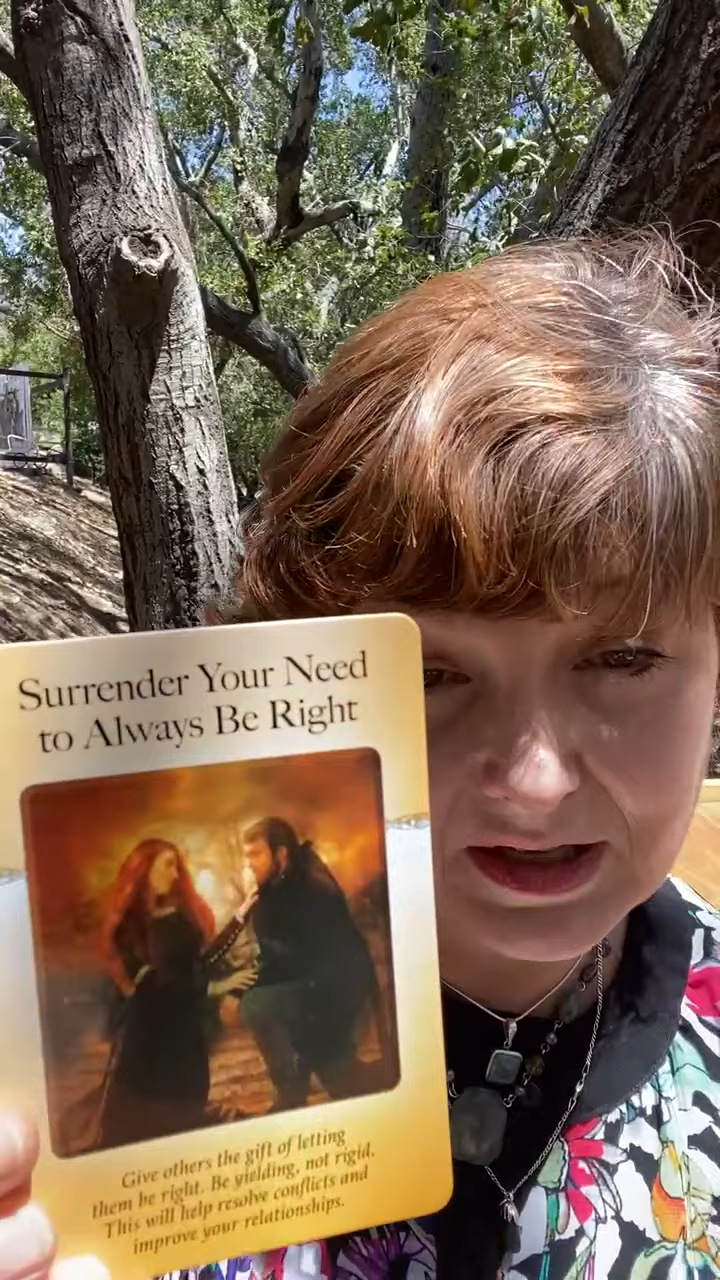 Surrender Your Need
to Always Be Right
Give others the gift of letting
them be right. Be yielding, not rigid.
This will help resolve conflicts and
improve your relationships.